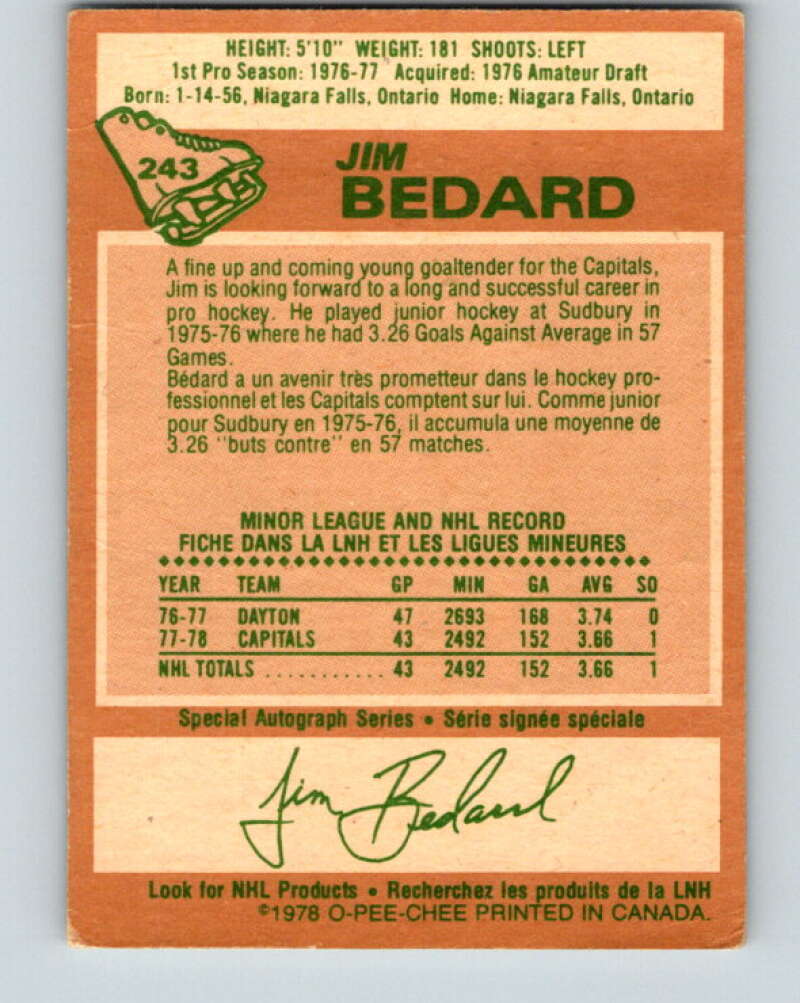 HEIGHT: 5'10" WEIGHT: 181 SHOOTS: LEFT
1st Pro Season: 1976-77 Acquired: 1976 Amateur Draft
Born: 1-14-56, Niagara Falls, Ontario Home: Niagara Falls, Ontario
243
JIM
BEDARD
A fine up and coming young goaltender for the Capitals,
Jim is looking forward to a long and successful career in
pro hockey. He played junior hockey at Sudbury in
1975-76 where he had 3.26 Goals Against Average in 57
Games.
Bédard a un avenir très prometteur dans le hockey pro-
fessionnel et les Capitals comptent sur lui. Comme junior
pour Sudbury en 1975-76, il accumula une moyenne de
3.26 "buts contre" en 57 matches.
MINOR LEAGUE AND NHL RECORD
FICHE DANS LA LNH ET LES LIGUES MINEURES
YEAR TEAM GP MIN GA AVG SO
76-77 DAYTON 47 2693 168 3.74 0
77-78 CAPITALS 43 2492 152 3.66 1
NHL TOTALS ........... 43 2492 152 3.66 1
Special Autograph Series • Série signée spéciale
Jim Bedard
Look for NHL Products • Recherchez les produits de la LNH
©1978 O-PEE-CHEE PRINTED IN CANADA.